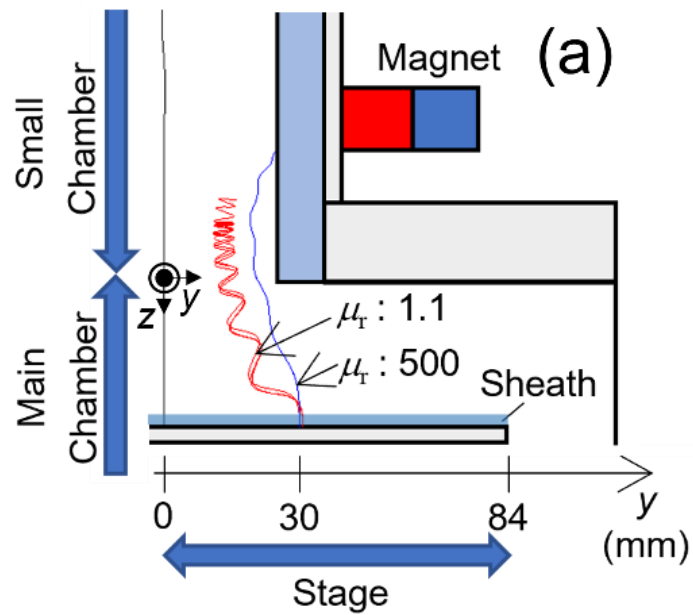 (a)
Magnet
Small
Chamber
y
z
μr : 1.1
μr : 500
Main
Chamber
Sheath
0
30
84
y
(mm)
Stage